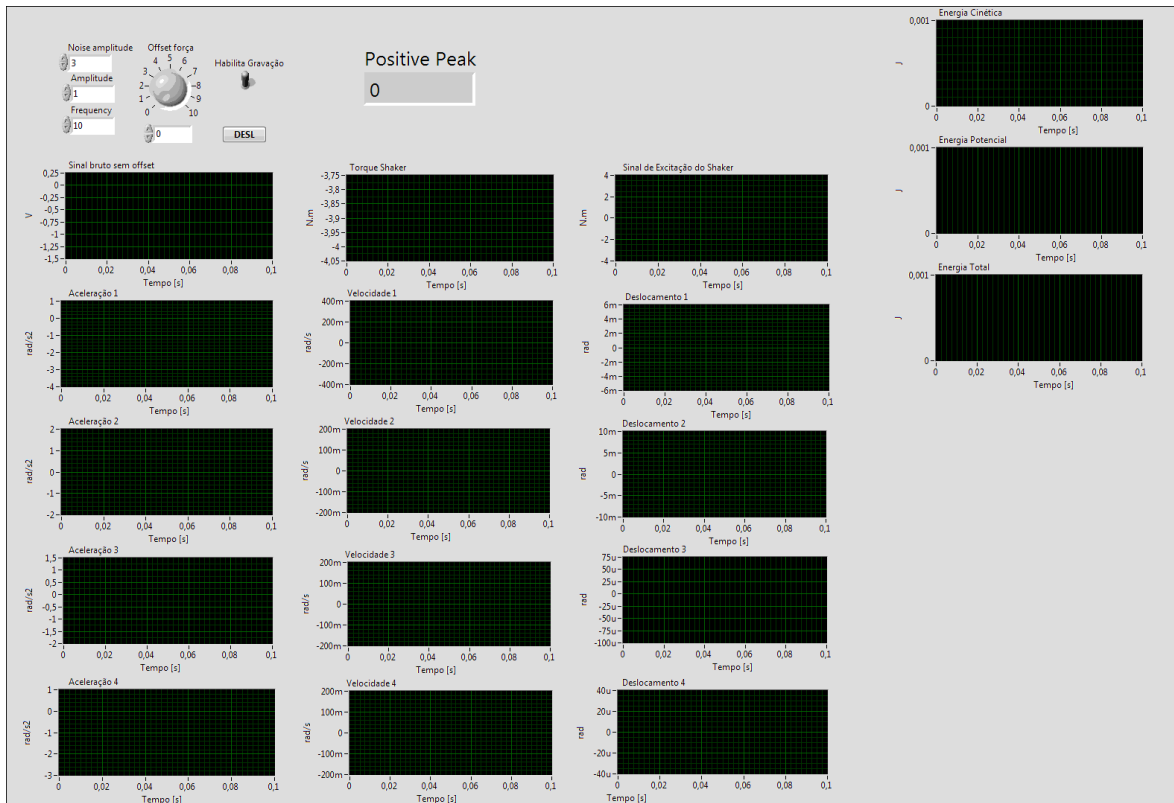 Noise amplitude
3
Amplitude
1
Frequency
10
Offset força
0 1 2 3 4 5 6 7 8 9 10
0
Habilita Gravação
DESL
Positive Peak
0
Energia Cinética
J
0,001
0
0 0,02 0,04 0,06 0,08 0,1
Tempo [s]
Energia Potencial
J
0,001
0
0 0,02 0,04 0,06 0,08 0,1
Tempo [s]
Energia Total
J
0,001
0
0 0,02 0,04 0,06 0,08 0,1
Tempo [s]
Sinal bruto sem offset
V
0,25
0
-0,25
-0,5
-0,75
-1
-1,25
-1,5
0 0,02 0,04 0,06 0,08 0,1
Tempo [s]
Torque Shaker
N.m
-3,75
-3,8
-3,85
-3,9
-3,95
-4
-4,05
0 0,02 0,04 0,06 0,08 0,1
Tempo [s]
Sinal de Excitação do Shaker
N.m
4
2
0
-2
-4
0 0,02 0,04 0,06 0,08 0,1
Tempo [s]
Aceleração 1
rad/s2
1
0
-1
-2
-3
-4
0 0,02 0,04 0,06 0,08 0,1
Tempo [s]
Velocidade 1
rad/s
400m
200m
0
-200m
-400m
0 0,02 0,04 0,06 0,08 0,1
Tempo [s]
Deslocamento 1
rad
6m
4m
2m
0
-2m
-4m
-6m
0 0,02 0,04 0,06 0,08 0,1
Tempo [s]
Aceleração 2
rad/s2
2
1
0
-1
-2
0 0,02 0,04 0,06 0,08 0,1
Tempo [s]
Velocidade 2
rad/s
200m
100m
0
-100m
-200m
0 0,02 0,04 0,06 0,08 0,1
Tempo [s]
Deslocamento 2
rad
10m
5m
0
-5m
-10m
0 0,02 0,04 0,06 0,08 0,1
Tempo [s]
Aceleração 3
rad/s2
1,5
1
0,5
0
-0,5
-1
-1,5
-2
0 0,02 0,04 0,06 0,08 0,1
Tempo [s]
Velocidade 3
rad/s
200m
100m
0
-100m
-200m
0 0,02 0,04 0,06 0,08 0,1
Tempo [s]
Deslocamento 3
rad
75u
50u
25u
0
-25u
-50u
-75u
-100u
0 0,02 0,04 0,06 0,08 0,1
Tempo [s]
Aceleração 4
rad/s2
1
0
-1
-2
-3
0 0,02 0,04 0,06 0,08 0,1
Tempo [s]
Velocidade 4
rad/s
200m
100m
0
-100m
-200m
0 0,02 0,04 0,06 0,08 0,1
Tempo [s]
Deslocamento 4
rad
40u
20u
0
-20u
-40u
0 0,02 0,04 0,06 0,08 0,1
Tempo [s]